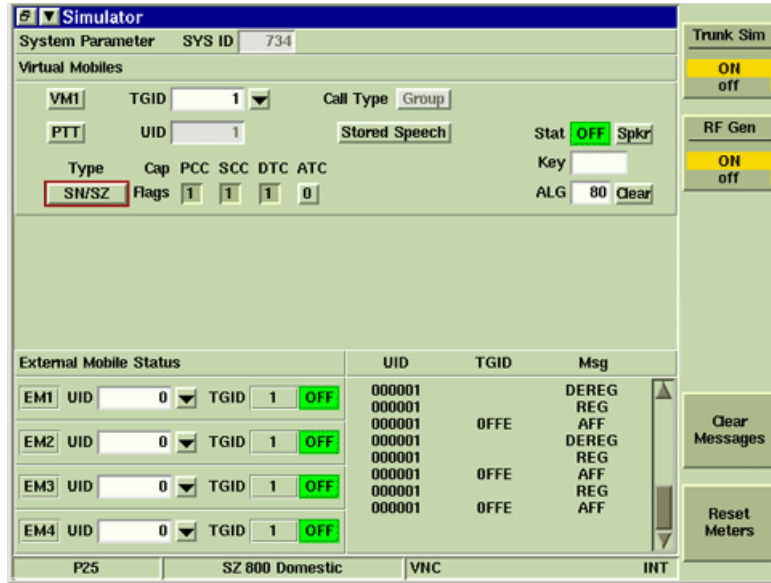 Simulator
System Parameter SYS ID 734
Virtual Mobiles
VM1 TGID 1 Call Type Group
PTT UID 1 Stored Speech Stat OFF Spkr
Key
Type Cap PCC SCC DTC ATC
SN/SZ Flags 1 1 1 0 ALG 80 Clear
External Mobile Status UID TGID Msg
EM1 UID 0 TGID 1 OFF
EM2 UID 0 TGID 1 OFF
EM3 UID 0 TGID 1 OFF
EM4 UID 0 TGID 1 OFF
000001 DEREG
000001 REG
000001 0FFE AFF
000001 DEREG
000001 REG
000001 0FFE AFF
000001 REG
000001 0FFE AFF
P25 SZ 800 Domestic VNC INT
Trunk Sim
ON
off
RF Gen
ON
off
Clear
Messages
Reset
Meters